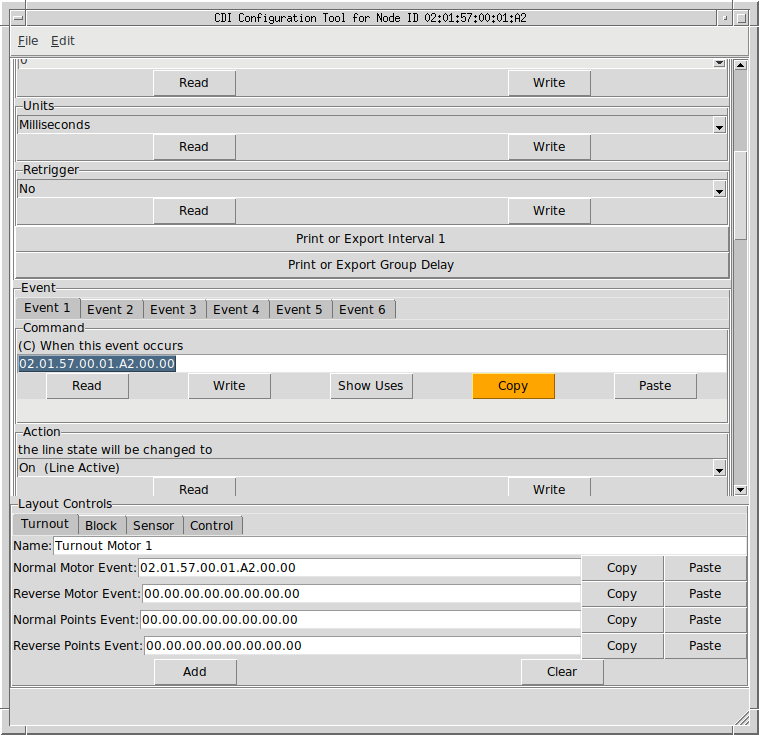 CDI Configuration Tool for Node ID 02:01:57:00:01:A2
File Edit
0
Read Write
Units
Milliseconds
Read Write
Retrigger
No
Read Write
Print or Export Interval 1
Print or Export Group Delay
Event
Event 1 Event 2 Event 3 Event 4 Event 5 Event 6
Command
(C) When this event occurs
02.01.57.00.01.A2.00.00
Read Write Show Uses Copy Paste
Action
the line state will be changed to
On (Line Active)
Read Write
Layout Controls
Turnout Block Sensor Control
Name: Turnout Motor 1
Normal Motor Event: 02.01.57.00.01.A2.00.00 Copy Paste
Reverse Motor Event: 00.00.00.00.00.00.00.00 Copy Paste
Normal Points Event: 00.00.00.00.00.00.00.00 Copy Paste
Reverse Points Event: 00.00.00.00.00.00.00.00 Copy Paste
Add Clear